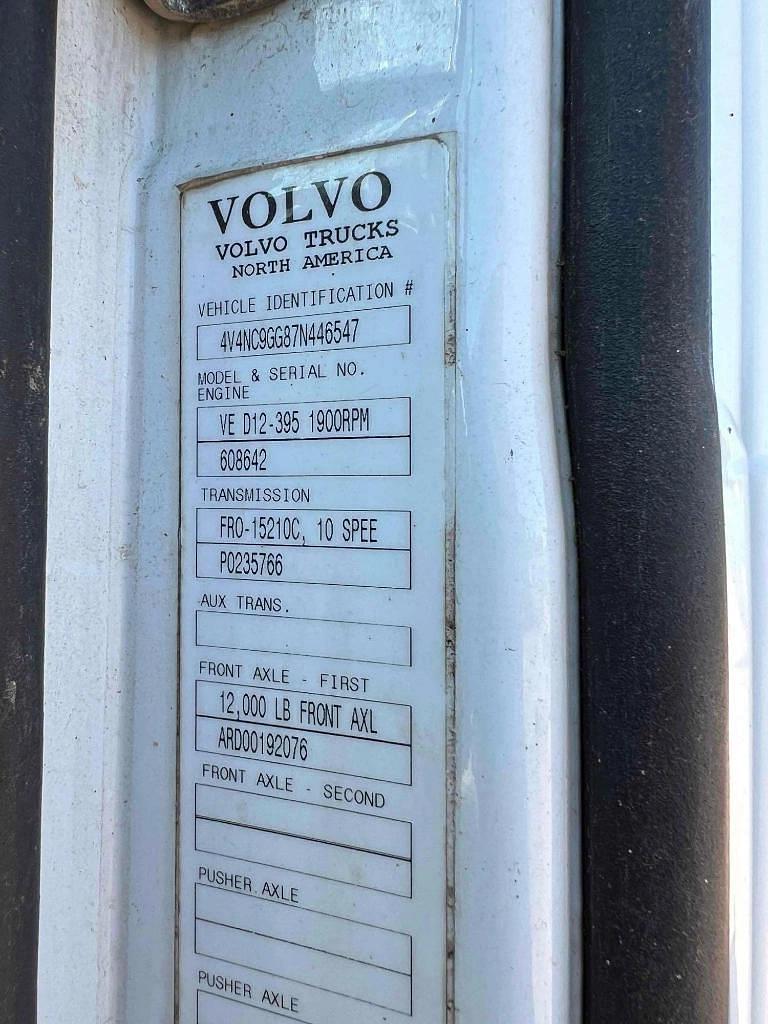 VOLVO
VOLVO TRUCKS
NORTH AMERICA
VEHICLE IDENTIFICATION #
4V4NC9GG87N446547
MODEL & SERIAL NO.
ENGINE
VE D12-395 1900RPM
608642
TRANSMISSION
FRO-15210C, 10 SPEE
P0235766
AUX TRANS.
FRONT AXLE - FIRST
12,000 LB FRONT AXL
ARD00192076
FRONT AXLE - SECOND
PUSHER AXLE
PUSHER AXLE